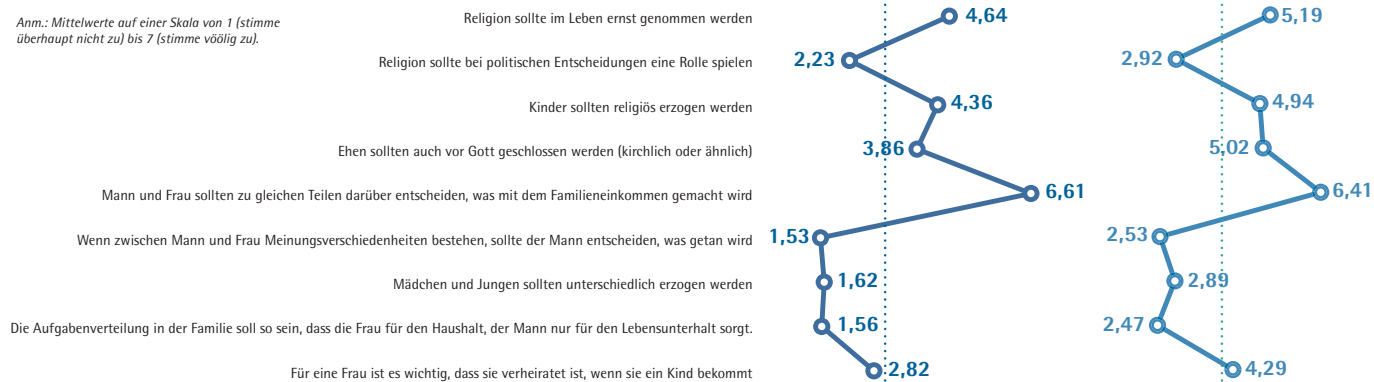 Anm.: Mittelwerte auf einer Skala von 1 (stimme
überhaupt nicht zu) bis 7 (stimme vöölig zu).
Religion sollte im Leben ernst genommen werden 4,64 5,19
Religion sollte bei politischen Entscheidungen eine Rolle spielen 2,23 2,92
Kinder sollten religiös erzogen werden 4,36 4,94
Ehen sollten auch vor Gott geschlossen werden (kirchlich oder ähnlich) 3,86 5,02
Mann und Frau sollten zu gleichen Teilen darüber entscheiden, was mit dem Familieneinkommen gemacht wird 6,61 6,41
Wenn zwischen Mann und Frau Meinungsverschiedenheiten bestehen, sollte der Mann entscheiden, was getan wird 1,53 2,53
Mädchen und Jungen sollten unterschiedlich erzogen werden 1,62 2,89
Die Aufgabenverteilung in der Familie soll so sein, dass die Frau für den Haushalt, der Mann nur für den Lebensunterhalt sorgt. 1,56 2,47
Für eine Frau ist es wichtig, dass sie verheiratet ist, wenn sie ein Kind bekommt 2,82 4,29